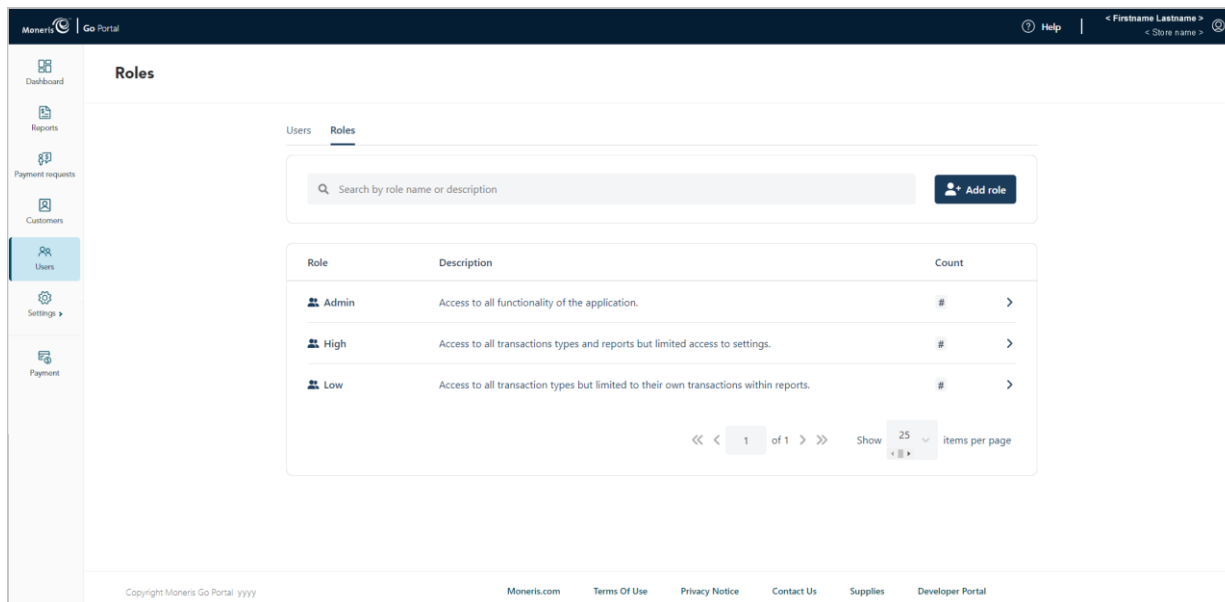 Moneris Go Portal
Help
< Firstname Lastname >
< Store name >
Dashboard
Reports
Payment requests
Customers
Users
Settings
Payment
Roles
Users Roles
Search by role name or description
Add role
Role Description Count
Admin Access to all functionality of the application. #
High Access to all transactions types and reports but limited access to settings. #
Low Access to all transaction types but limited to their own transactions within reports. #
1 of 1 Show 25 items per page
Copyright Moneris Go Portal yyyy
Moneris.com Terms Of Use Privacy Notice Contact Us Supplies Developer Portal